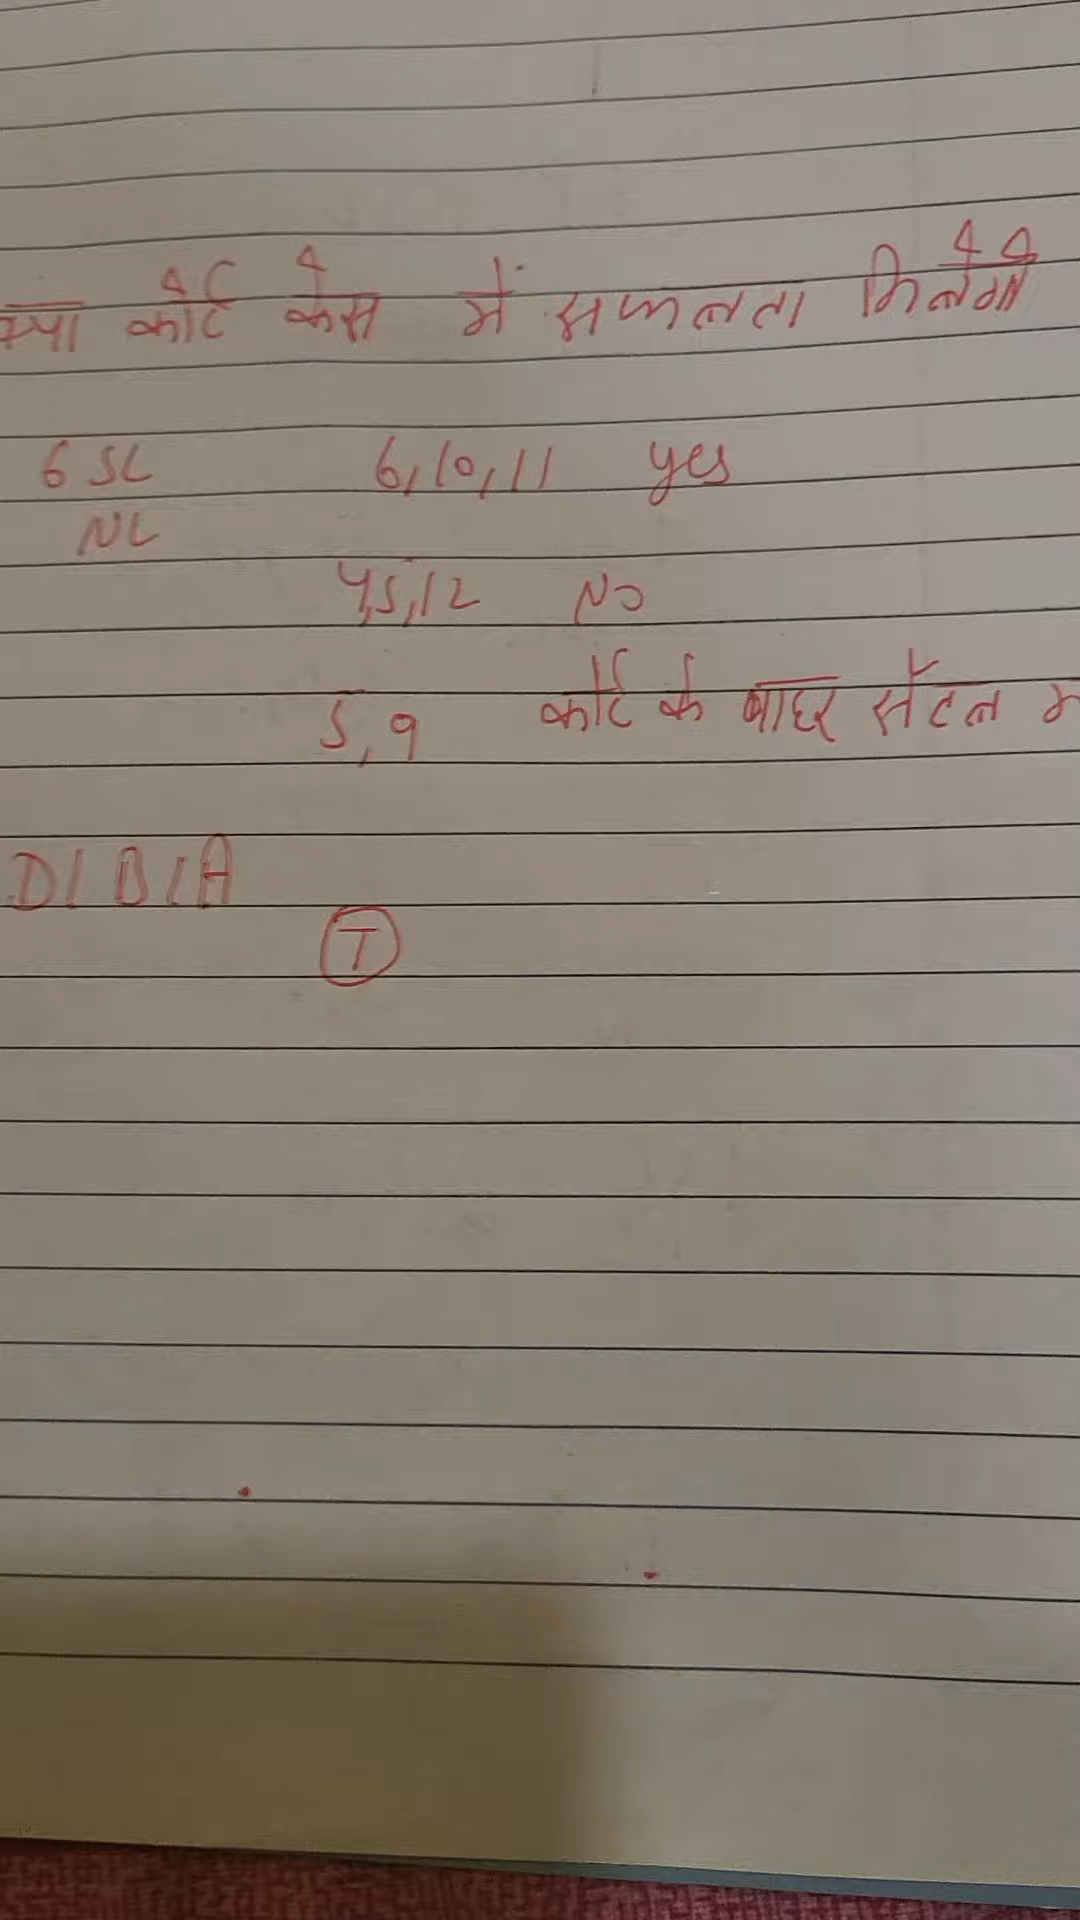 क्या कोर्ट केस में सफलता मिलेगी
6 SL 6, 10, 11 yes
NL
4, 5, 12 No
5, 9 कोर्ट के बाहर सेटल म
D / B / A
T